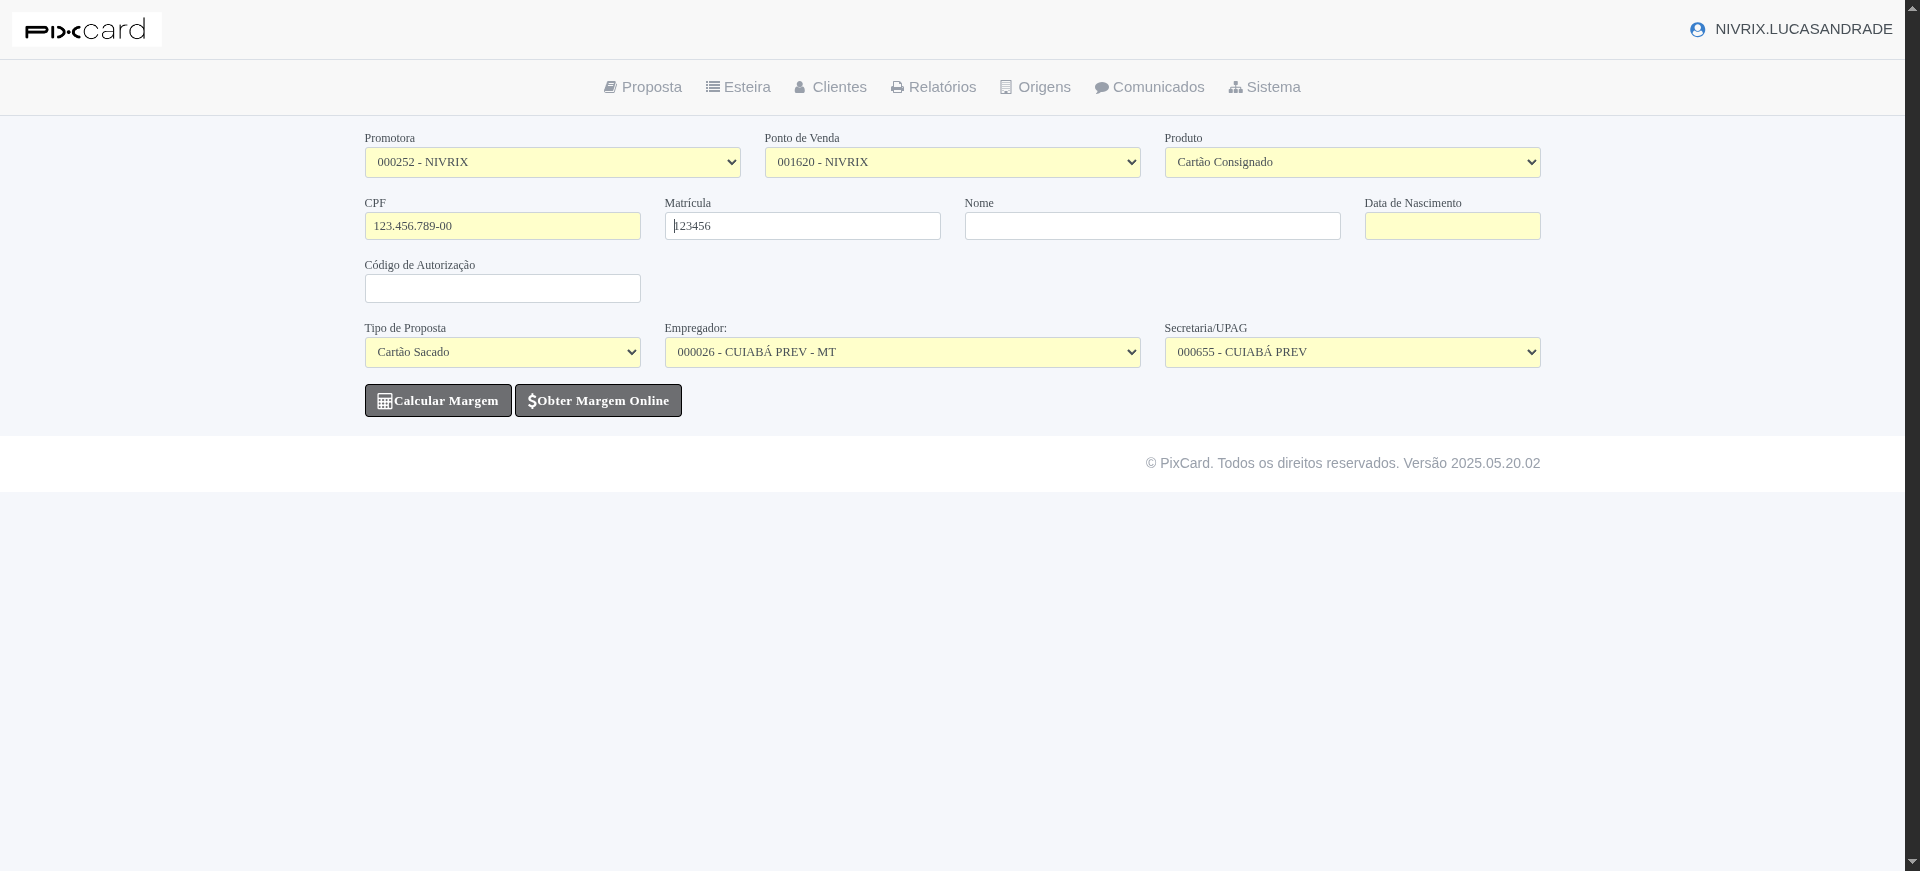 PIXcard
NIVRIX.LUCASANDRADE
Proposta Esteira Clientes Relatórios Origens Comunicados Sistema
Promotora Ponto de Venda Produto
000252 - NIVRIX 001620 - NIVRIX Cartão Consignado
CPF Matrícula Nome Data de Nascimento
123.456.789-00 123456
Código de Autorização
Tipo de Proposta Empregador: Secretaria/UPAG
Cartão Sacado 000026 - CUIABÁ PREV - MT 000655 - CUIABÁ PREV
Calcular Margem Obter Margem Online
© PixCard. Todos os direitos reservados. Versão 2025.05.20.02